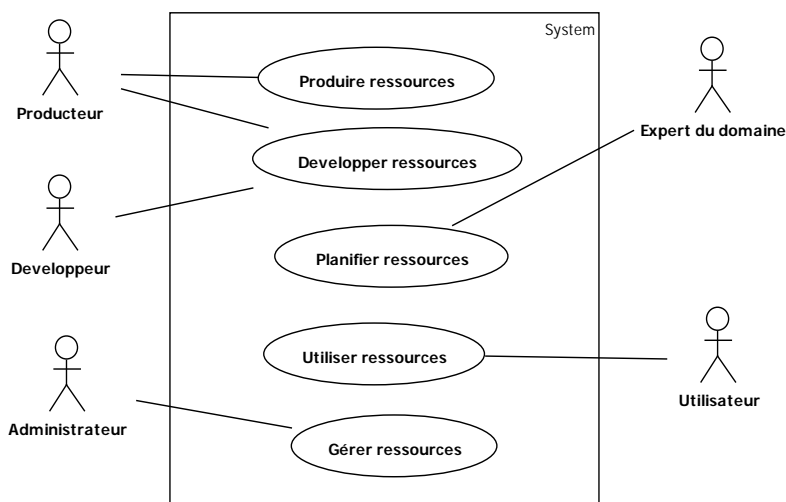 System
Produire ressources
Producteur
Expert du domaine
Developper ressources
Developpeur
Planifier ressources
Utiliser ressources
Utilisateur
Administrateur
Gérer ressources